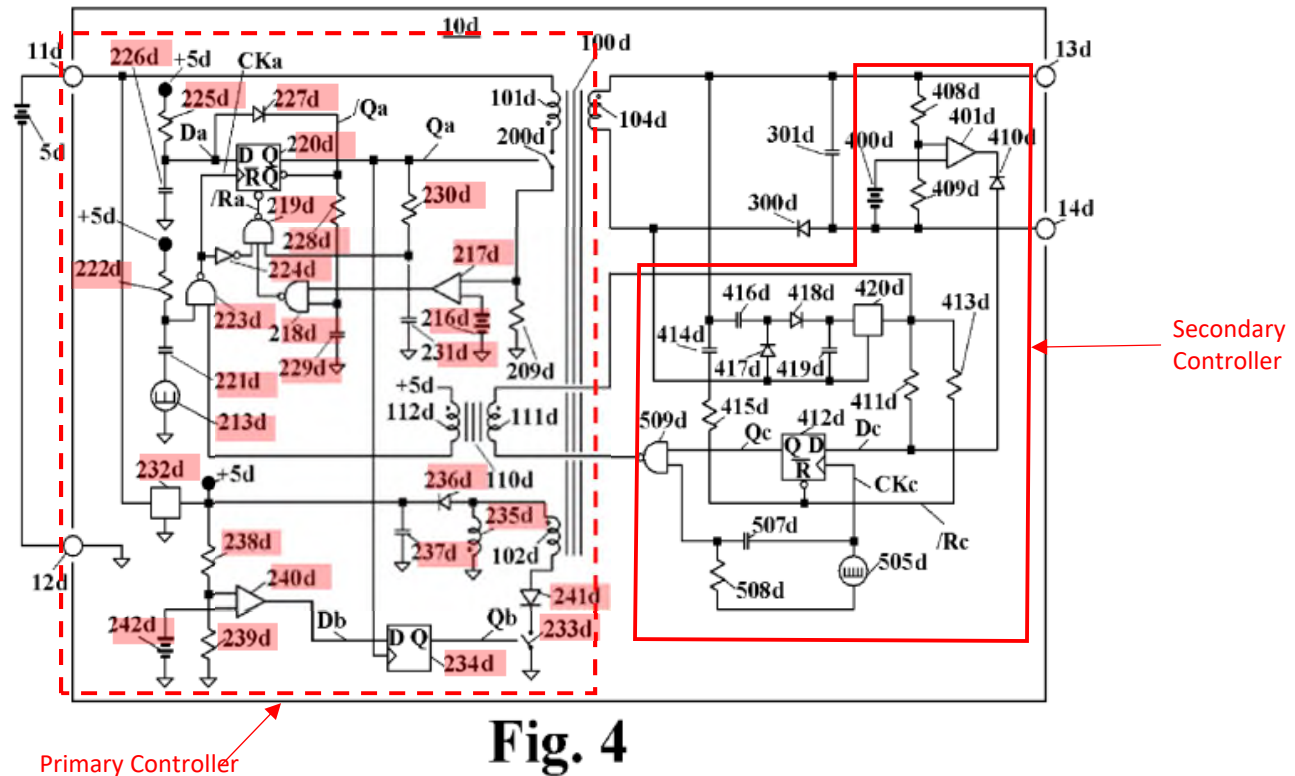 10d
11d
226d
+5d
CKa
100d
13d
225d
227d
/Qa
101d
104d
408d
401d
410d
5d
Da
220d
Qa
200d
301d
400d
D Q
R Q
409d
/Ra
219d
230d
300d
14d
+5d
228d
217d
222d
224d
416d
418d
420d
413d
223d
218d
216d
414d
Secondary
Controller
221d
229d
231d
209d
417d
419d
+5d
411d
213d
112d
111d
509d
415d
412d
Qc
Q D
Dc
R
232d
+5d
236d
110d
CKc
235d
507d
/Rc
238d
237d
102d
12d
508d
505d
240d
241d
242d
239d
Db
D Q
Qb
233d
234d
Fig. 4
Primary Controller